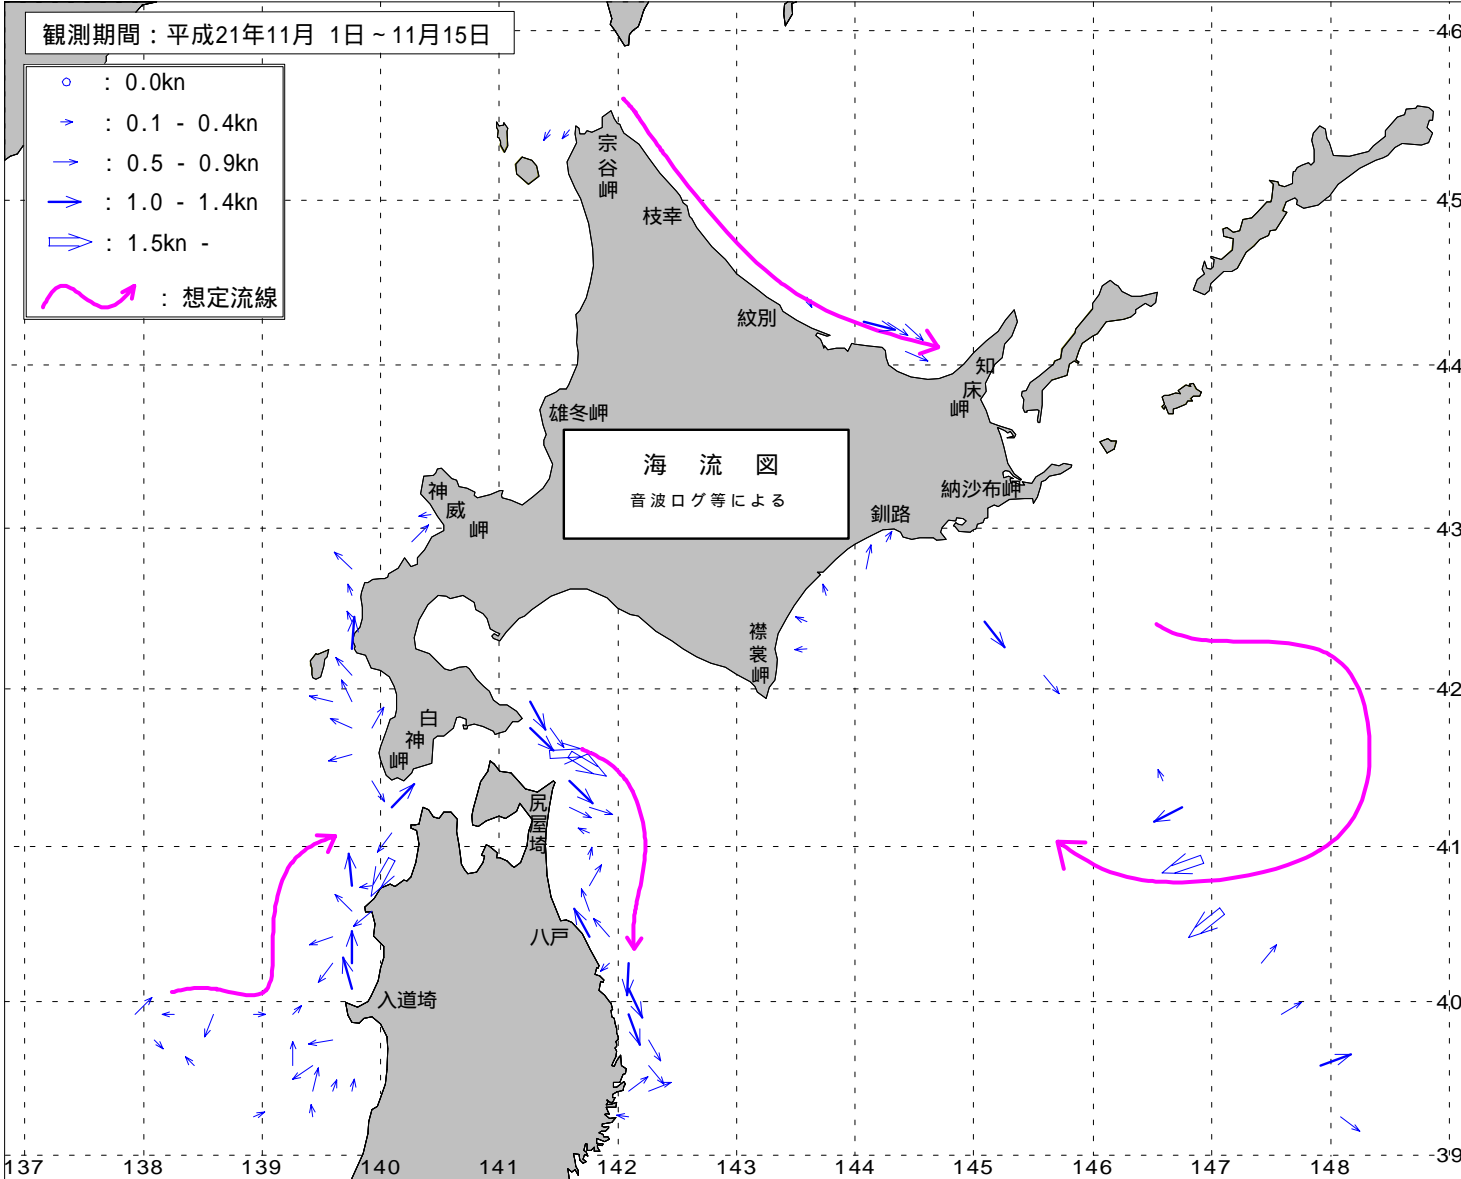 観測期間：平成21年11月 1日～11月15日
： 0.0kn
： 0.1 - 0.4kn
： 0.5 - 0.9kn
： 1.0 - 1.4kn
： 1.5kn -
： 想定流線
宗谷岬
枝幸
紋別
知床岬
雄冬岬
海 流 図
音波ログ等による
神威岬
納沙布岬
釧路
襟裳岬
白神岬
尻屋埼
八戸
入道埼
46
45
44
43
42
41
40
39
137 138 139 140 141 142 143 144 145 146 147 148